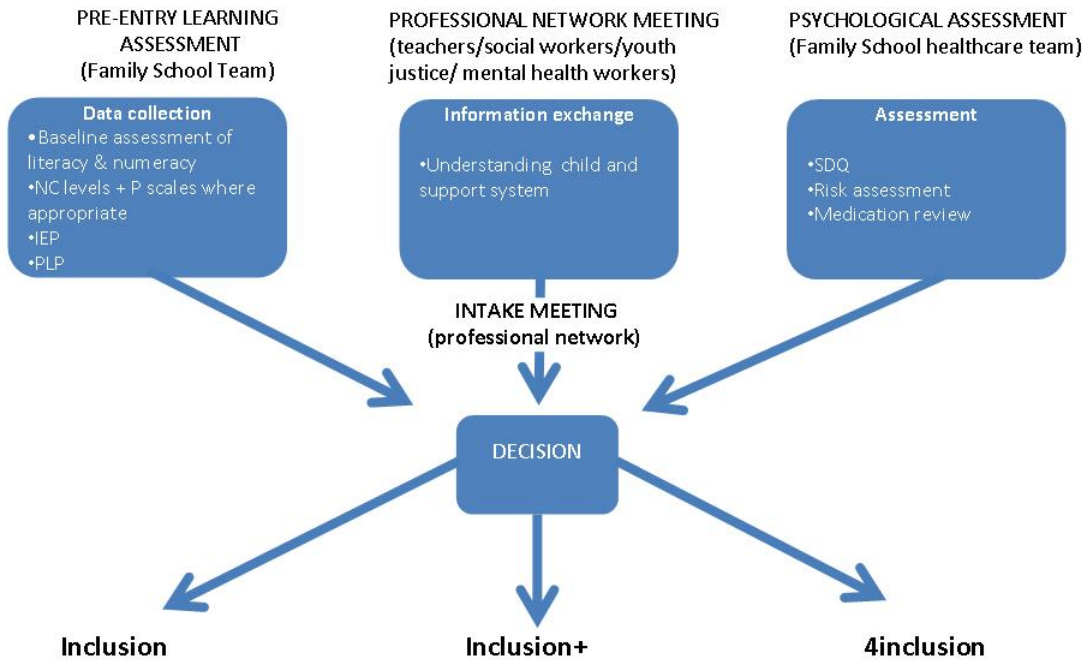 PRE-ENTRY LEARNING
ASSESSMENT
(Family School Team)
Data collection
•Baseline assessment of
literacy & numeracy
•NC levels + P scales where
appropriate
•IEP
•PLP
PROFESSIONAL NETWORK MEETING
(teachers/social workers/youth
justice/ mental health workers)
Information exchange
•Understanding child and
support system
PSYCHOLOGICAL ASSESSMENT
(Family School healthcare team)
Assessment
•SDQ
•Risk assessment
•Medication review
INTAKE MEETING
(professional network)
DECISION
Inclusion
Inclusion+
4inclusion